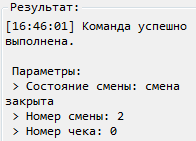 Результат:
[16:46:01] Команда успешно
выполнена.
Параметры:
> Состояние смены: смена
закрыта
> Номер смены: 2
> Номер чека: 0